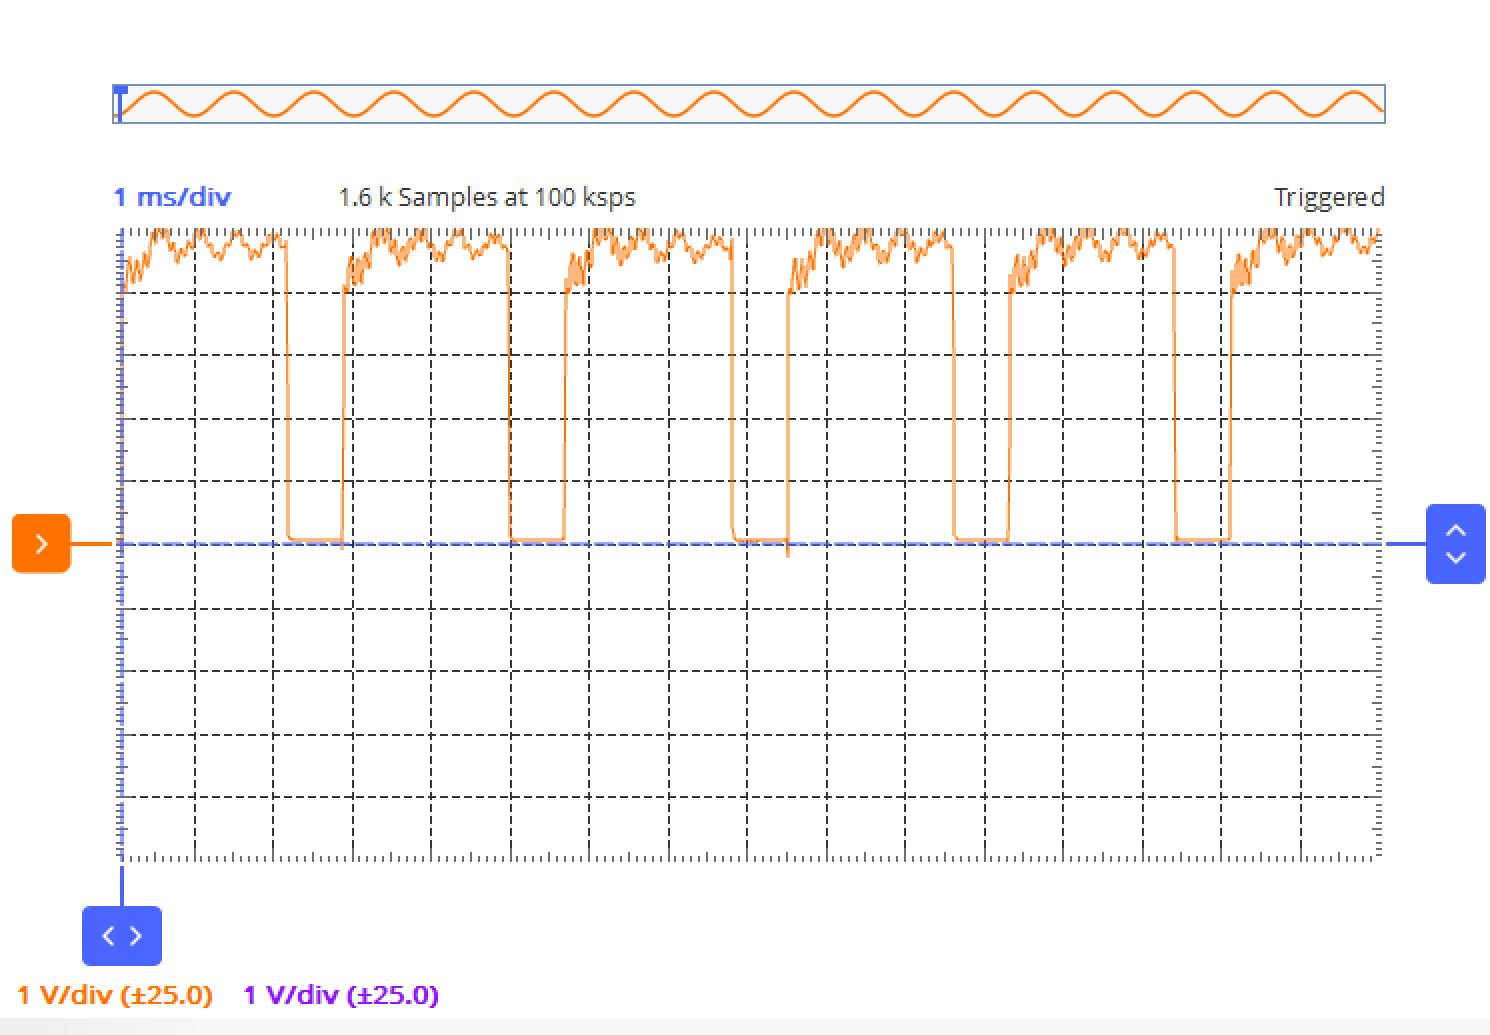 1 ms/div 1.6 k Samples at 100 ksps Triggered
1 V/div (±25.0) 1 V/div (±25.0)